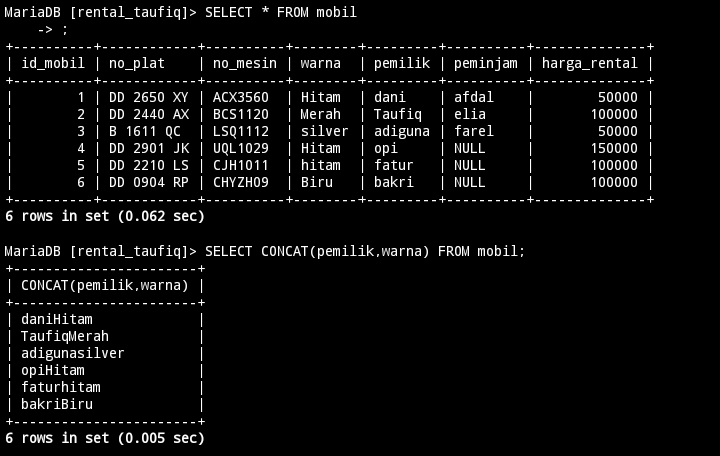 MariaDB [rental_taufiq]> SELECT * FROM mobil
    -> ;
+----------+------------+----------+--------+---------+----------+--------------+
| id_mobil | no_plat    | no_mesin | warna  | pemilik | peminjam | harga_rental |
+----------+------------+----------+--------+---------+----------+--------------+
|        1 | DD 2650 XY | ACX3560  | Hitam  | dani    | afdal    |        50000 |
|        2 | DD 2440 AX | BCS1120  | Merah  | Taufiq  | elia     |       100000 |
|        3 | B 1611 QC  | LSQ1112  | silver | adiguna | farel    |        50000 |
|        4 | DD 2901 JK | UQL1029  | Hitam  | opi     | NULL     |       150000 |
|        5 | DD 2210 LS | CJH1011  | hitam  | fatur   | NULL     |       100000 |
|        6 | DD 0904 RP | CHYZH09  | Biru   | bakri   | NULL     |       100000 |
+----------+------------+----------+--------+---------+----------+--------------+
6 rows in set (0.062 sec)

MariaDB [rental_taufiq]> SELECT CONCAT(pemilik,warna) FROM mobil;
+-----------------------+
| CONCAT(pemilik,warna) |
+-----------------------+
| daniHitam             |
| TaufiqMerah           |
| adigunasilver         |
| opiHitam              |
| faturhitam            |
| bakriBiru             |
+-----------------------+
6 rows in set (0.005 sec)